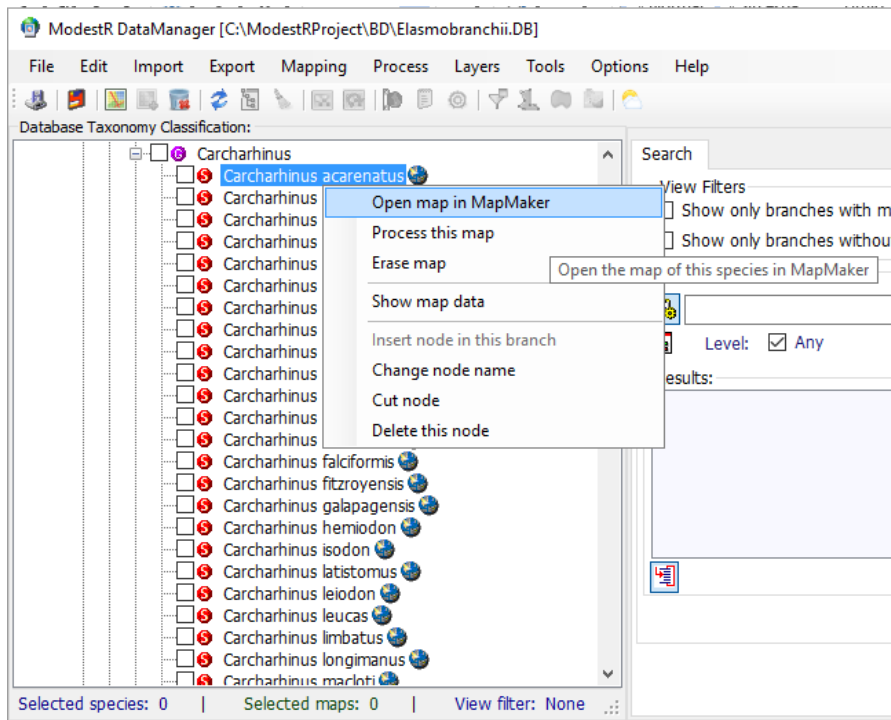 ModestR DataManager [C:\ModestRProject\BD\Elasmobranchii.DB]
File Edit Import Export Mapping Process Layers Tools Options Help
Database Taxonomy Classification:
Carcharhinus
Carcharhinus acarenatus
Carcharhinus
Carcharhinus
Carcharhinus
Carcharhinus
Carcharhinus
Carcharhinus
Carcharhinus
Carcharhinus
Carcharhinus
Carcharhinus
Carcharhinus
Carcharhinus
Carcharhinus falciformis
Carcharhinus fitzroyensis
Carcharhinus galapagensis
Carcharhinus hemiodon
Carcharhinus isodon
Carcharhinus latistomus
Carcharhinus leiodon
Carcharhinus leucas
Carcharhinus limbatus
Carcharhinus longimanus
Carcharhinus macloti
Open map in MapMaker
Process this map
Erase map
Show map data
Insert node in this branch
Change node name
Cut node
Delete this node
Open the map of this species in MapMaker
Search
View Filters
Show only branches with m
Show only branches withou
Level: Any
esults:
Selected species: 0 | Selected maps: 0 | View filter: None